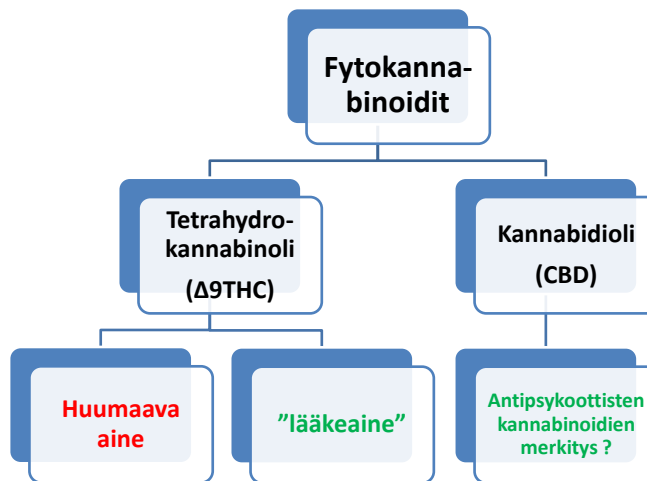 Fytokanna-
binoidit
Tetrahydro-
kannabinoli
(Δ9THC)
Kannabidioli
(CBD)
Huumaava
aine
”lääkeaine”
Antipsykoottisten
kannabinoidien
merkitys ?